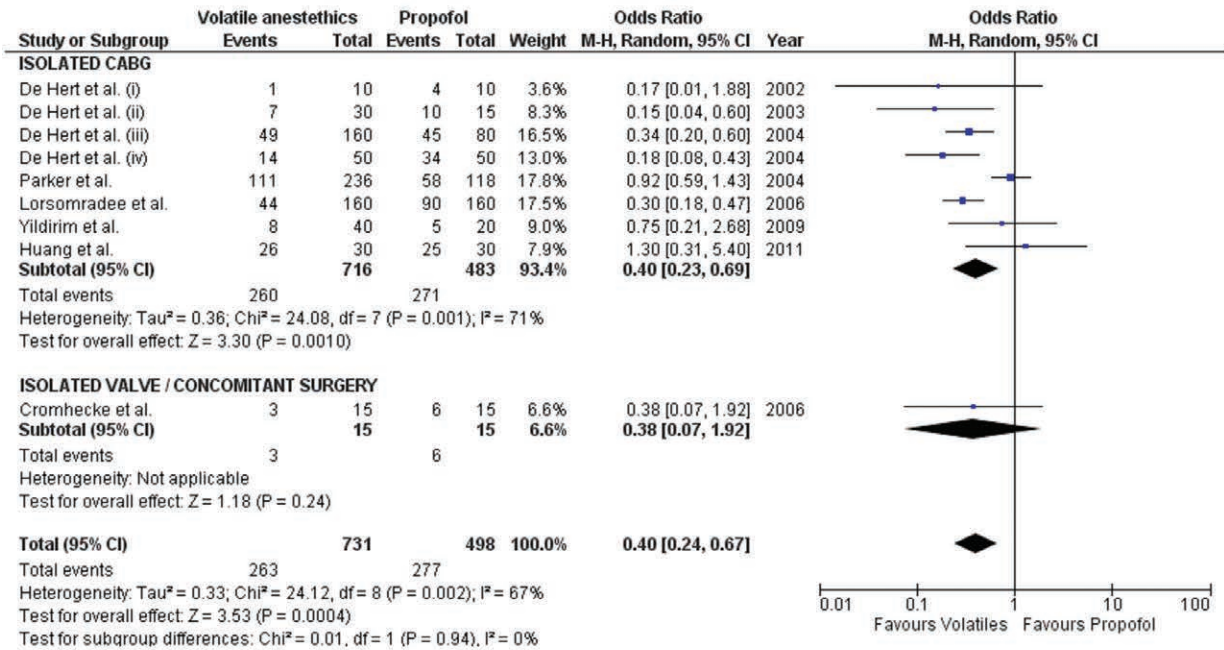 Volatile anestethics Propofol Odds Ratio Odds Ratio
Study or Subgroup Events Total Events Total Weight M-H, Random, 95% CI Year M-H, Random, 95% CI
ISOLATED CABG
De Hert et al. (i) 1 10 4 10 3.6% 0.17 [0.01, 1.88] 2002
De Hert et al. (ii) 7 30 10 15 8.3% 0.15 [0.04, 0.60] 2003
De Hert et al. (iii) 49 160 45 80 16.5% 0.34 [0.20, 0.60] 2004
De Hert et al. (iv) 14 50 34 50 13.0% 0.18 [0.08, 0.43] 2004
Parker et al. 111 236 58 118 17.8% 0.92 [0.59, 1.43] 2004
Lorsomradee et al. 44 160 90 160 17.5% 0.30 [0.18, 0.47] 2006
Yildirim et al. 8 40 5 20 9.0% 0.75 [0.21, 2.68] 2009
Huang et al. 26 30 25 30 7.9% 1.30 [0.31, 5.40] 2011
Subtotal (95% CI) 716 483 93.4% 0.40 [0.23, 0.69]
Total events 260 271
Heterogeneity: Tau² = 0.36; Chi² = 24.08, df = 7 (P = 0.001); I² = 71%
Test for overall effect: Z = 3.30 (P = 0.0010)
ISOLATED VALVE / CONCOMITANT SURGERY
Cromhecke et al. 3 15 6 15 6.6% 0.38 [0.07, 1.92] 2006
Subtotal (95% CI) 15 15 6.6% 0.38 [0.07, 1.92]
Total events 3 6
Heterogeneity: Not applicable
Test for overall effect: Z = 1.18 (P = 0.24)
Total (95% CI) 731 498 100.0% 0.40 [0.24, 0.67]
Total events 263 277
Heterogeneity: Tau² = 0.33; Chi² = 24.12, df = 8 (P = 0.002); I² = 67%
Test for overall effect: Z = 3.53 (P = 0.0004)
Test for subgroup differences: Chi² = 0.01, df = 1 (P = 0.94), I² = 0%
0.01 0.1 1 10 100
Favours Volatiles Favours Propofol